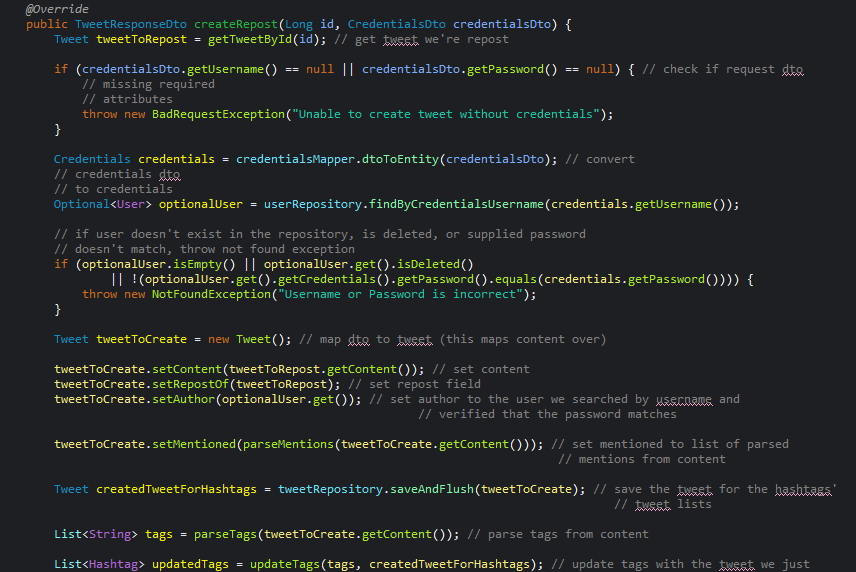 @Override
public TweetResponseDto createRepost(Long id, CredentialsDto credentialsDto) {
Tweet tweetToRepost = getTweetById(id); // get tweet we're repost
if (credentialsDto.getUsername() == null || credentialsDto.getPassword() == null) { // check if request dto
// missing required
// attributes
throw new BadRequestException("Unable to create tweet without credentials");
}
Credentials credentials = credentialsMapper.dtoToEntity(credentialsDto); // convert
// credentials dto
// to credentials
Optional<User> optionalUser = userRepository.findByCredentialsUsername(credentials.getUsername());
// if user doesn't exist in the repository, is deleted, or supplied password
// doesn't match, throw not found exception
if (optionalUser.isEmpty() || optionalUser.get().isDeleted()
|| !(optionalUser.get().getCredentials().getPassword().equals(credentials.getPassword()))) {
throw new NotFoundException("Username or Password is incorrect");
}
Tweet tweetToCreate = new Tweet(); // map dto to tweet (this maps content over)
tweetToCreate.setContent(tweetToRepost.getContent()); // set content
tweetToCreate.setRepostOf(tweetToRepost); // set repost field
tweetToCreate.setAuthor(optionalUser.get()); // set author to the user we searched by username and
// verified that the password matches
tweetToCreate.setMentioned(parseMentions(tweetToCreate.getContent())); // set mentioned to list of parsed
// mentions from content
Tweet createdTweetForHashtags = tweetRepository.saveAndFlush(tweetToCreate); // save the tweet for the hashtags'
// tweet lists
List<String> tags = parseTags(tweetToCreate.getContent()); // parse tags from content
List<Hashtag> updatedTags = updateTags(tags, createdTweetForHashtags); // update tags with the tweet we just